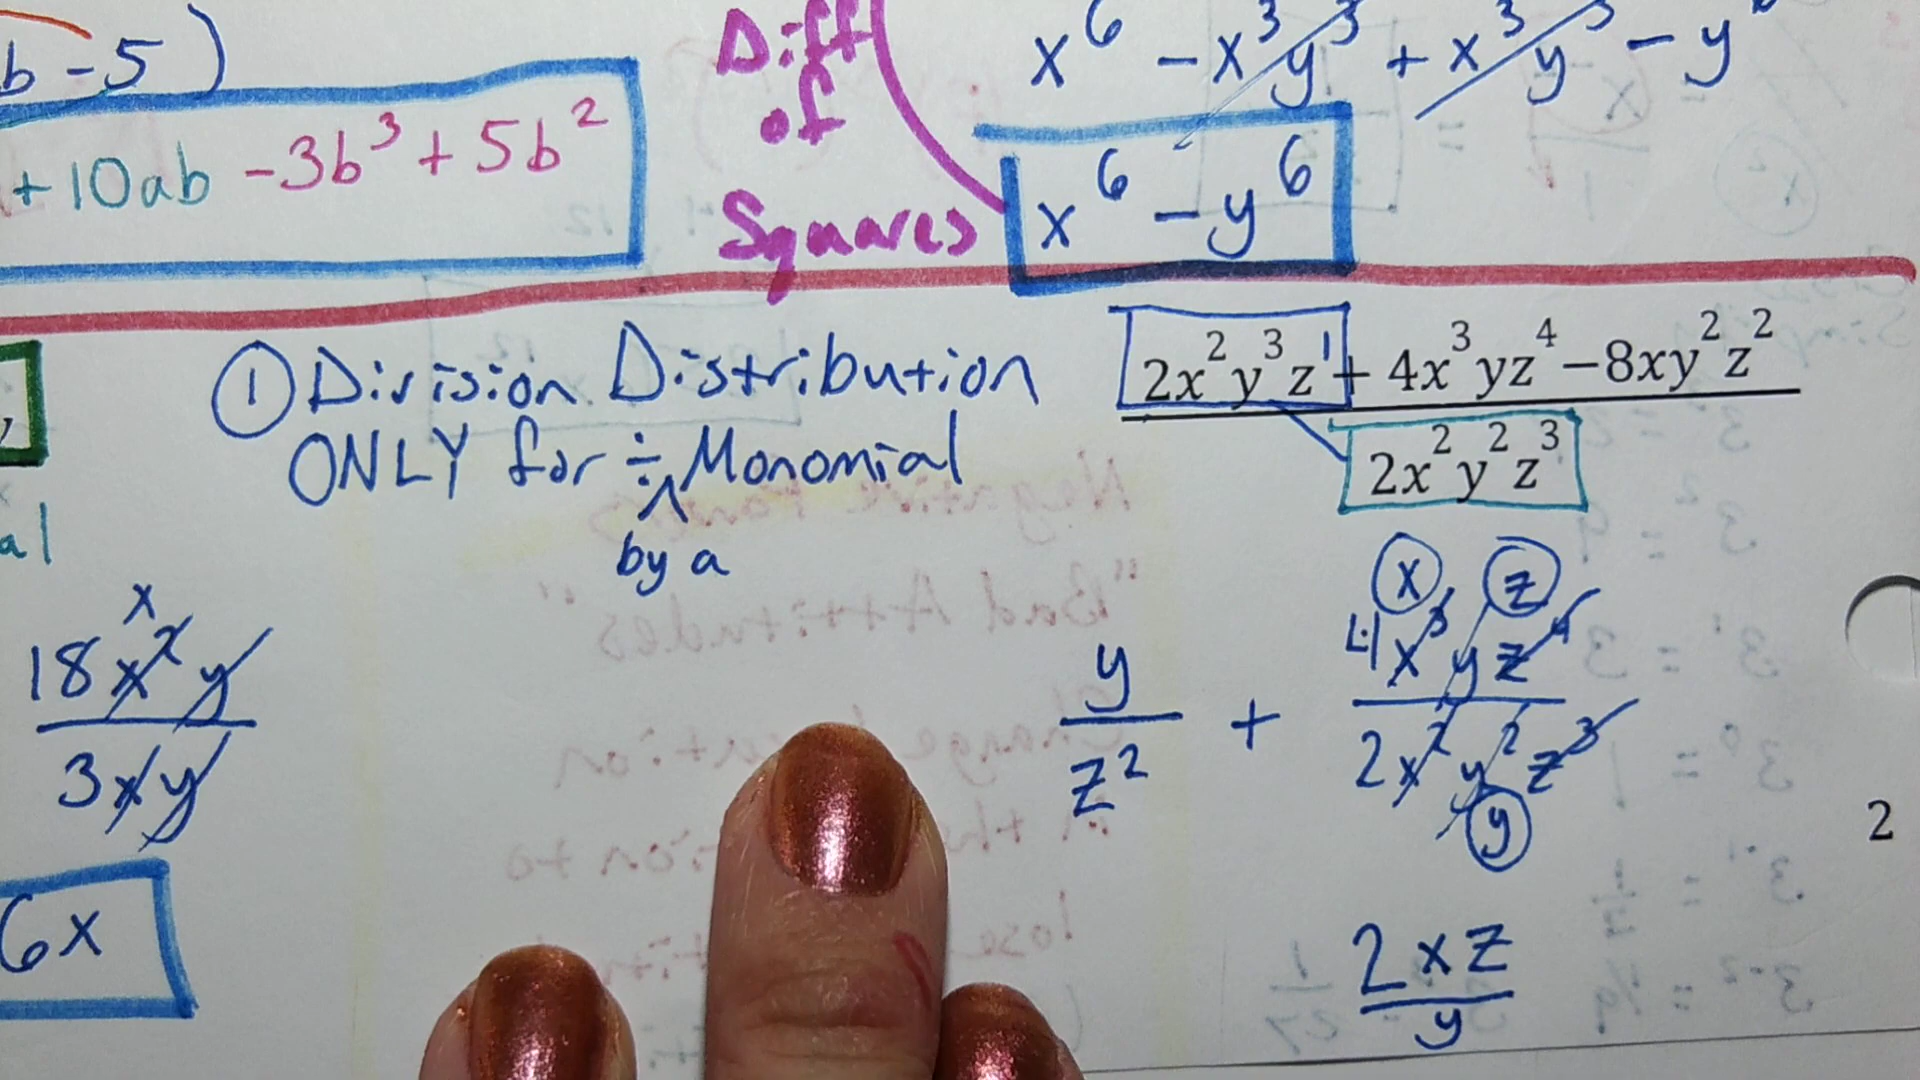 b - 5 )
+ 10ab - 3b³ + 5b²
Diff
of
Squares
x⁶ - x³y³ + x³y³ - y
x⁶ - y⁶
① Division Distribution
ONLY for ÷ ^ Monomial
by a
2x²y³z¹ + 4x³yz⁴ − 8xy²z²
2x²y²z³
al
x
18x²y
3xy
6x
x z
y + 4x³yz⁴
z² 2x²y²z³
y
2xz
y
2